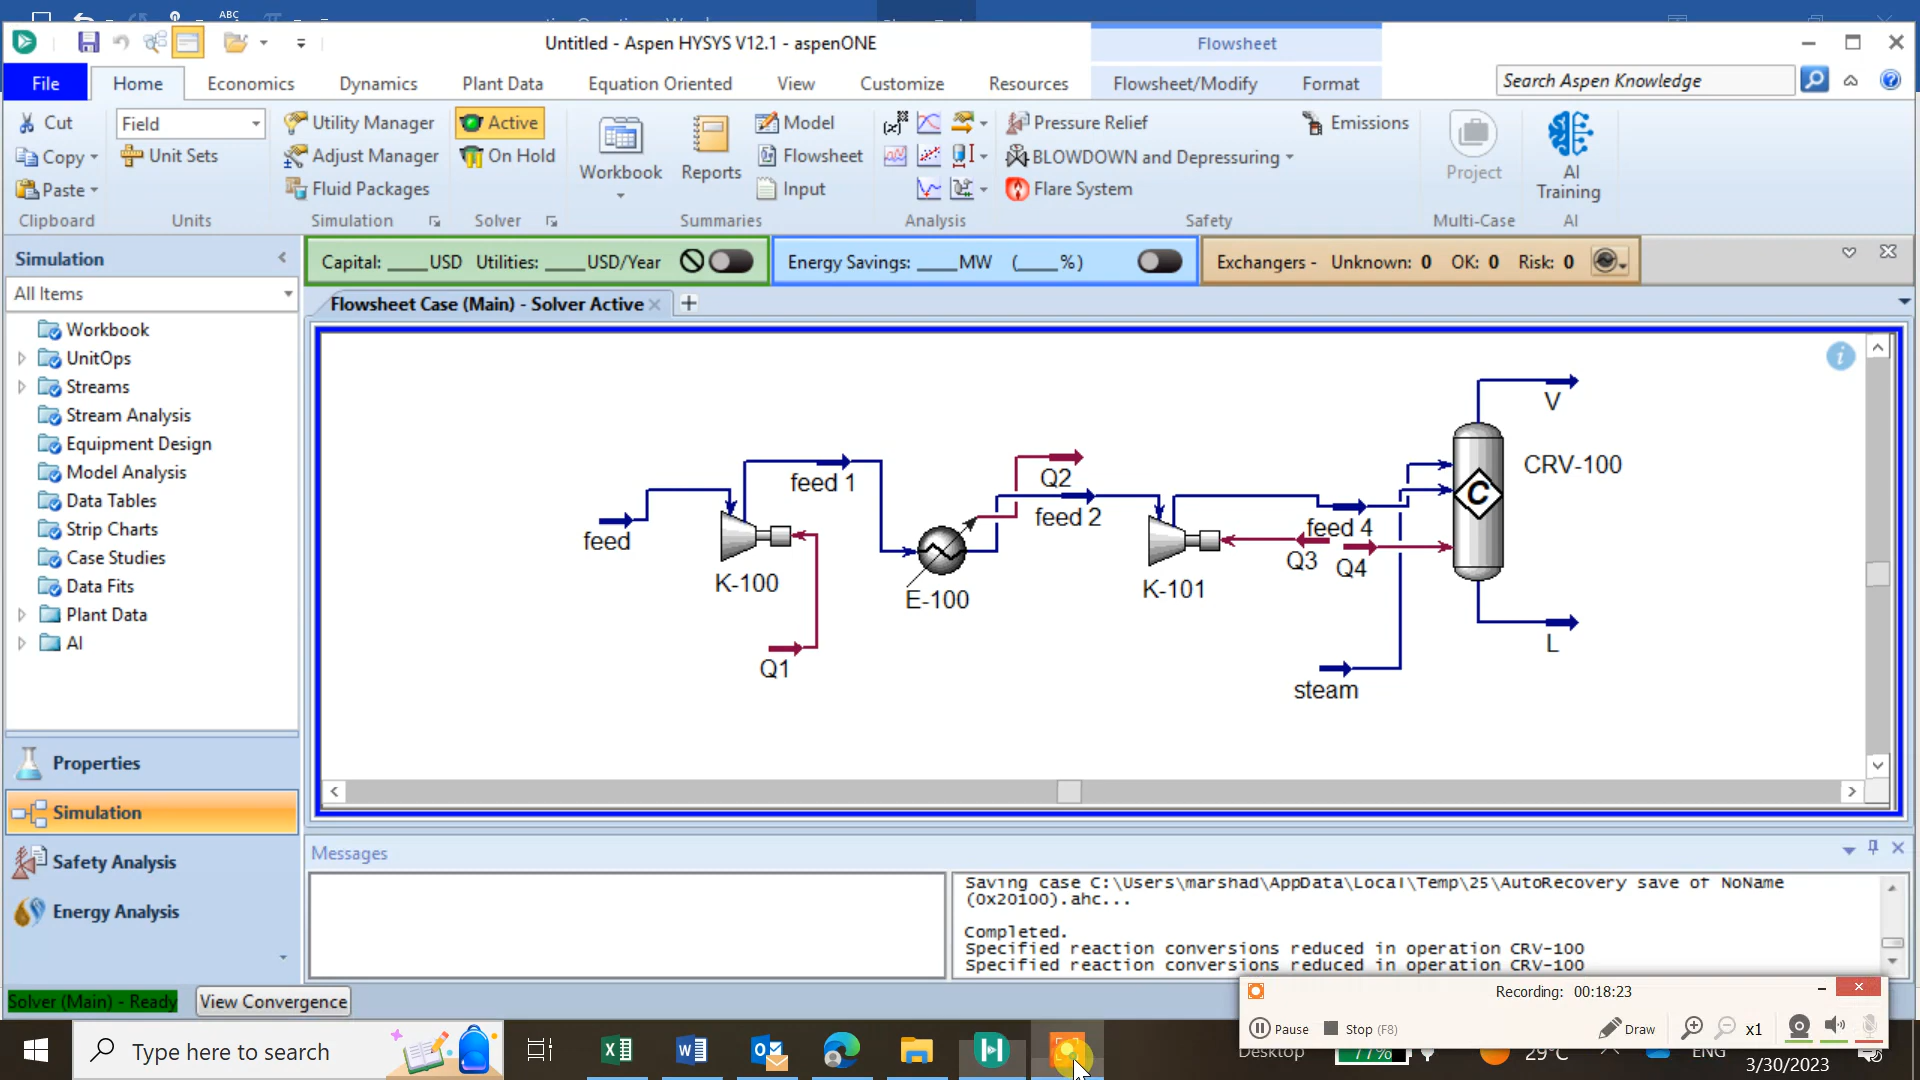 ABC
Untitled - Aspen HYSYS V12.1 - aspenONE
Flowsheet
File
Home
Economics
Dynamics
Plant Data
Equation Oriented
View
Customize
Resources
Flowsheet/Modify
Format
Search Aspen Knowledge
Cut
Copy
Paste
Clipboard
Field
Unit Sets
Units
Utility Manager
Adjust Manager
Fluid Packages
Simulation
Active
On Hold
Solver
Workbook
Reports
Model
Flowsheet
Input
Summaries
Analysis
Pressure Relief
BLOWDOWN and Depressuring
Flare System
Emissions
Safety
Project
Multi-Case
AI
Training
AI
Simulation
All Items
Workbook
UnitOps
Streams
Stream Analysis
Equipment Design
Model Analysis
Data Tables
Strip Charts
Case Studies
Data Fits
Plant Data
AI
Properties
Simulation
Safety Analysis
Energy Analysis
Capital: ____USD Utilities: ____USD/Year
Energy Savings: ____MW (____%)
Exchangers - Unknown: 0 OK: 0 Risk: 0
Flowsheet Case (Main) - Solver Active
V
CRV-100
C
feed 1
Q2
feed 2
feed 4
feed
Q3
Q4
K-100
E-100
K-101
L
Q1
steam
Messages
Saving case C:\Users\marshad\AppData\Local\Temp\25\AutoRecovery save of NoName
(0x20100).ahc...
Completed.
Specified reaction conversions reduced in operation CRV-100
Specified reaction conversions reduced in operation CRV-100
Solver (Main) - Ready
View Convergence
Recording: 00:18:23
Pause
Stop (F8)
Draw
x1
Type here to search
Desktop
77%
29°C
ENG
3/30/2023